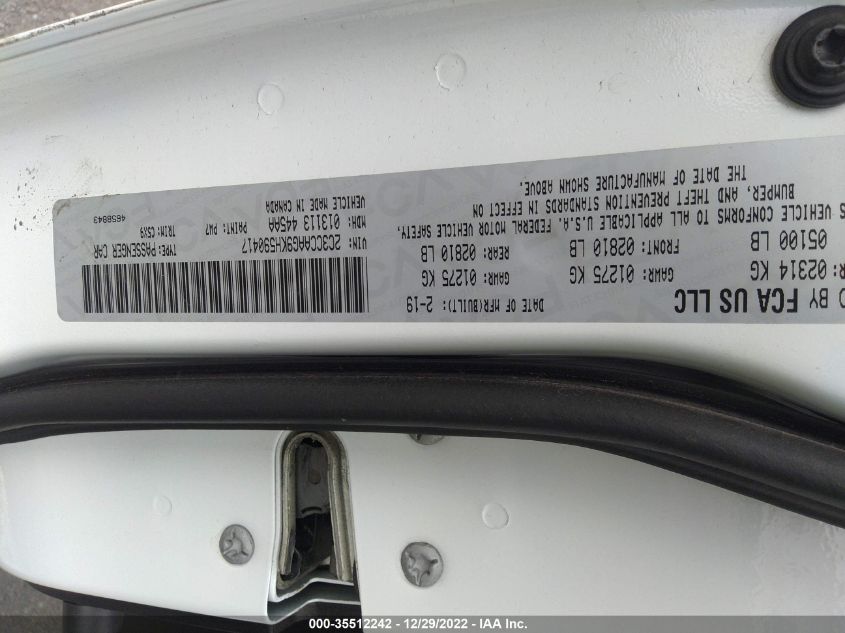 D BY FCA US LLC
DATE OF MFR(BUILT): 2-19
R: 02314 KG
GAWR: 01275 KG
GAWR: 01275 KG
05100 LB
FRONT: 02810 LB
REAR: 02810 LB
S VEHICLE CONFORMS TO ALL APPLICABLE U.S.A. FEDERAL MOTOR VEHICLE SAFETY,
BUMPER, AND THEFT PREVENTION STANDARDS IN EFFECT ON
THE DATE OF MANUFACTURE SHOWN ABOVE.
VIN: 2C3CCAAG9KH590417
TYPE: PASSENGER CAR
MDH: 013113 445AA
PAINT: PW7
TRIM: C5X9
VEHICLE MADE IN CANADA
4658843
000-35512242 - 12/29/2022 - IAA Inc.